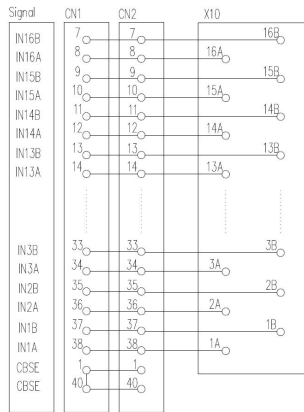 Signal CN1 CN2 X10
IN16B 7 7 16B
IN16A 8 8 16A
IN15B 9 9 15B
IN15A 10 10 15A
IN14B 11 11 14B
IN14A 12 12 14A
IN13B 13 13 13B
IN13A 14 14 13A
IN3B 33 33 3B
IN3A 34 34 3A
IN2B 35 35 2B
IN2A 36 36 2A
IN1B 37 37 1B
IN1A 38 38 1A
CBSE 1 1
CBSE 40 40